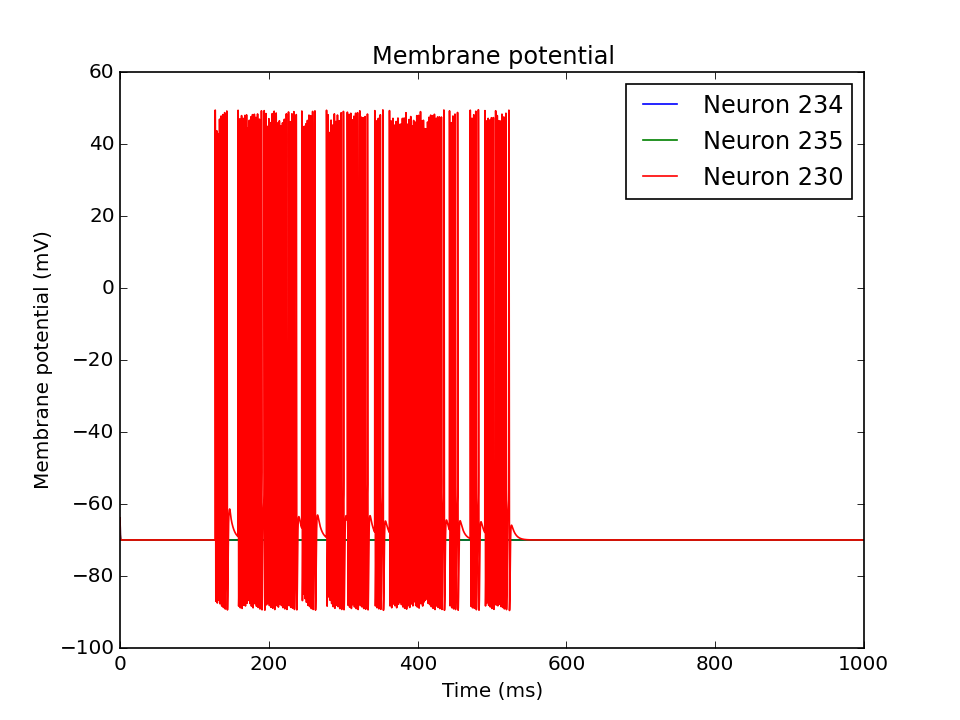 Membrane potential
60
40
20
0
−20
−40
−60
−80
−100
Membrane potential (mV)
Neuron 234
Neuron 235
Neuron 230
0 200 400 600 800 1000
Time (ms)